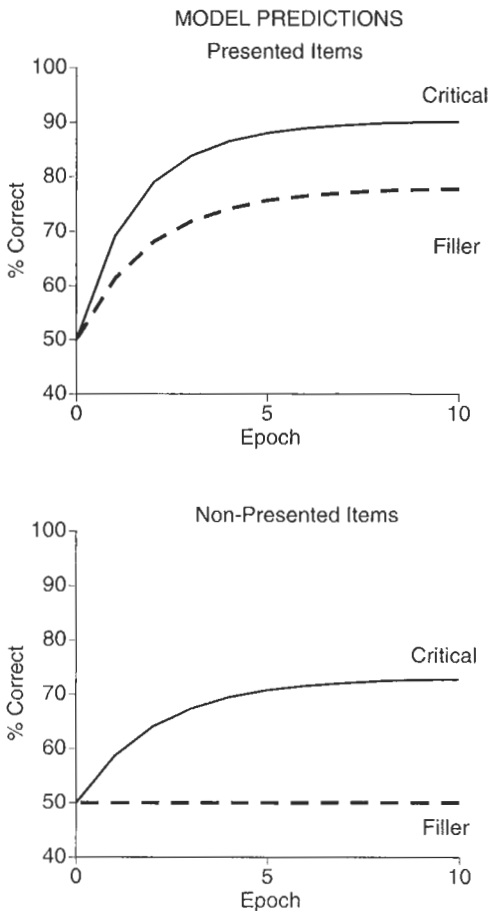 MODEL PREDICTIONS
Presented Items
100
90
80
70
60
50
40
% Correct
Critical
Filler
0
5
10
Epoch
Non-Presented Items
100
90
80
70
60
50
40
% Correct
Critical
Filler
0
5
10
Epoch